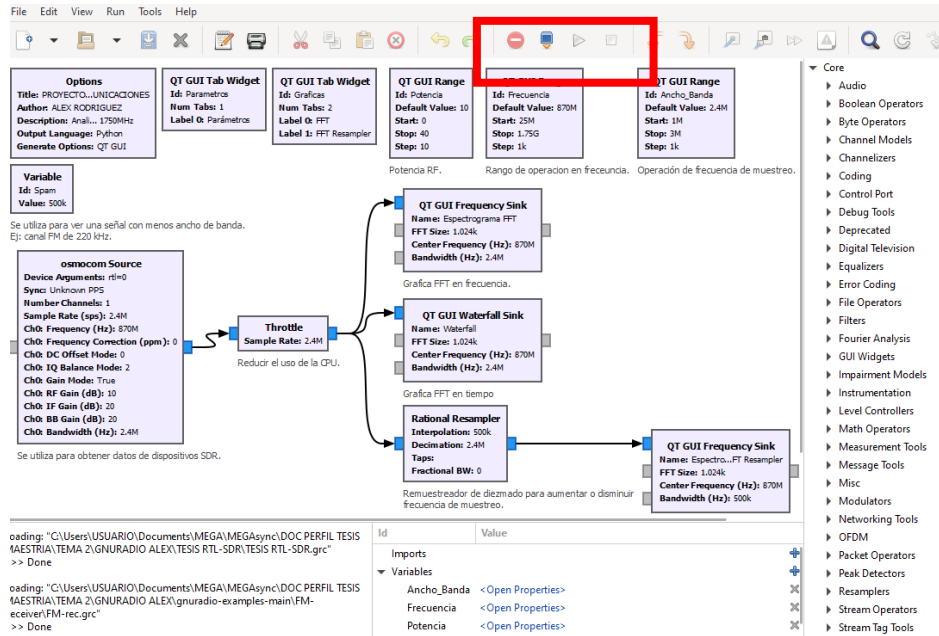 File Edit View Run Tools Help
Options
Title: PROYECTO...UNICACIONES
Author: ALEX RODRIGUEZ
Description: Anali... 1750MHz
Output Language: Python
Generate Options: QT GUI
QT GUI Tab Widget
Id: Parametros
Num Tabs: 1
Label 0: Parámetros
QT GUI Tab Widget
Id: Graficas
Num Tabs: 2
Label 0: FFT
Label 1: FFT Resampler
QT GUI Range
Id: Potencia
Default Value: 10
Start: 0
Stop: 40
Step: 10
Potencia RF.
Id: Frecuencia
Default Value: 870M
Start: 25M
Stop: 1.75G
Step: 1k
Rango de operacion en freceuncia.
QT GUI Range
Id: Ancho_Banda
Default Value: 2.4M
Start: 1M
Stop: 3M
Step: 1k
Operación de frecuencia de muestreo.
Variable
Id: Spam
Value: 500k
Se utiliza para ver una señal con menos ancho de banda.
Ej: canal FM de 220 kHz.
osmocom Source
Device Arguments: rtl=0
Sync: Unknown PPS
Number Channels: 1
Sample Rate (sps): 2.4M
Ch0: Frequency (Hz): 870M
Ch0: Frequency Correction (ppm): 0
Ch0: DC Offset Mode: 0
Ch0: IQ Balance Mode: 2
Ch0: Gain Mode: True
Ch0: RF Gain (dB): 10
Ch0: IF Gain (dB): 20
Ch0: BB Gain (dB): 20
Ch0: Bandwidth (Hz): 2.4M
Se utiliza para obtener datos de dispositivos SDR.
Throttle
Sample Rate: 2.4M
Reducir el uso de la CPU.
QT GUI Frequency Sink
Name: Espectrograma FFT
FFT Size: 1.024k
Center Frequency (Hz): 870M
Bandwidth (Hz): 2.4M
Grafica FFT en frecuencia.
QT GUI Waterfall Sink
Name: Waterfall
FFT Size: 1.024k
Center Frequency (Hz): 870M
Bandwidth (Hz): 2.4M
Grafica FFT en tiempo
Rational Resampler
Interpolation: 500k
Decimation: 2.4M
Taps:
Fractional BW: 0
Remuestreador de diezmado para aumentar o disminuir
frecuencia de muestreo.
QT GUI Frequency Sink
Name: Espectro...FT Resampler
FFT Size: 1.024k
Center Frequency (Hz): 870M
Bandwidth (Hz): 500k
Core
Audio
Boolean Operators
Byte Operators
Channel Models
Channelizers
Coding
Control Port
Debug Tools
Deprecated
Digital Television
Equalizers
Error Coding
File Operators
Filters
Fourier Analysis
GUI Widgets
Impairment Models
Instrumentation
Level Controllers
Math Operators
Measurement Tools
Message Tools
Misc
Modulators
Networking Tools
OFDM
Packet Operators
Peak Detectors
Resamplers
Stream Operators
Stream Tag Tools
oading: "C:\Users\USUARIO\Documents\MEGA\MEGAsync\DOC PERFIL TESIS
MAESTRIA\TEMA 2\GNURADIO ALEX\TESIS RTL-SDR\TESIS RTL-SDR.grc"
>> Done
oading: "C:\Users\USUARIO\Documents\MEGA\MEGAsync\DOC PERFIL TESIS
MAESTRIA\TEMA 2\GNURADIO ALEX\gnuradio-examples-main\FM-
eceiver\FM-rec.grc"
>> Done
Id Value
Imports
Variables
Ancho_Banda <Open Properties>
Frecuencia <Open Properties>
Potencia <Open Properties>